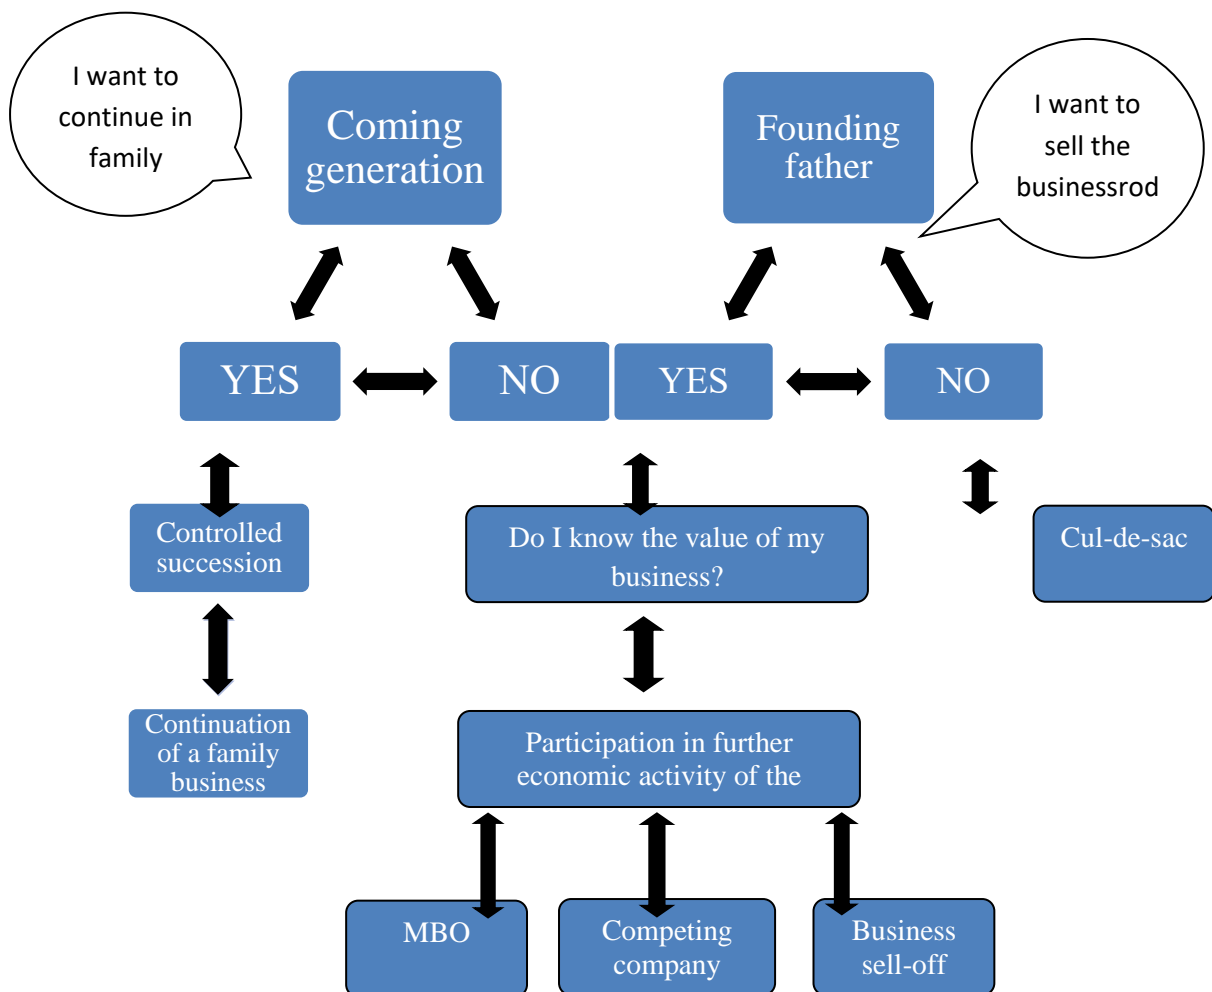 I want to
continue in
family
Coming
generation
Founding
father
I want to
sell the
businessrod
YES
NO
YES
NO
Controlled
succession
Do I know the value of my
business?
Cul-de-sac
Continuation
of a family
business
Participation in further
economic activity of the
MBO
Competing
company
Business
sell-off